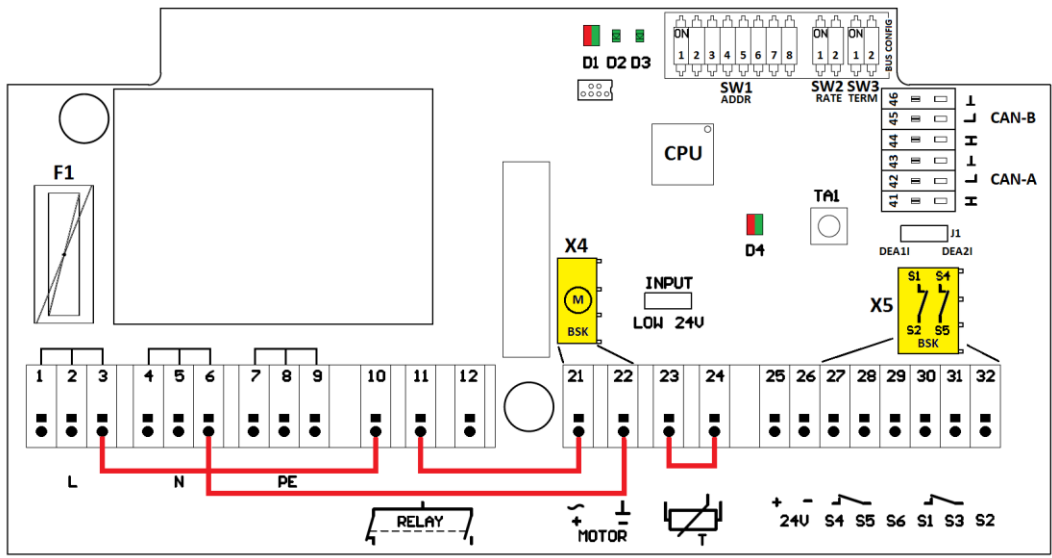 D1 D2 D3
ON ON ON
1 2 3 4 5 6 7 8 1 2 1 2
BUS CONFIG
SW1 SW2 SW3
ADDR RATE TERM
46
45 CAN-B
44
43
42 CAN-A
41
F1
CPU
TA1
D4
J1
DEA1I DEA2I
X4
M
BSK
INPUT
LOW 24V
X5
S1 S4
S2 S5
BSK
1 2 3 4 5 6 7 8 9 10 11 12 21 22 23 24 25 26 27 28 29 30 31 32
L N PE
RELAY
~
+ -
MOTOR
T
+ -
24V S4 S5 S6 S1 S3 S2